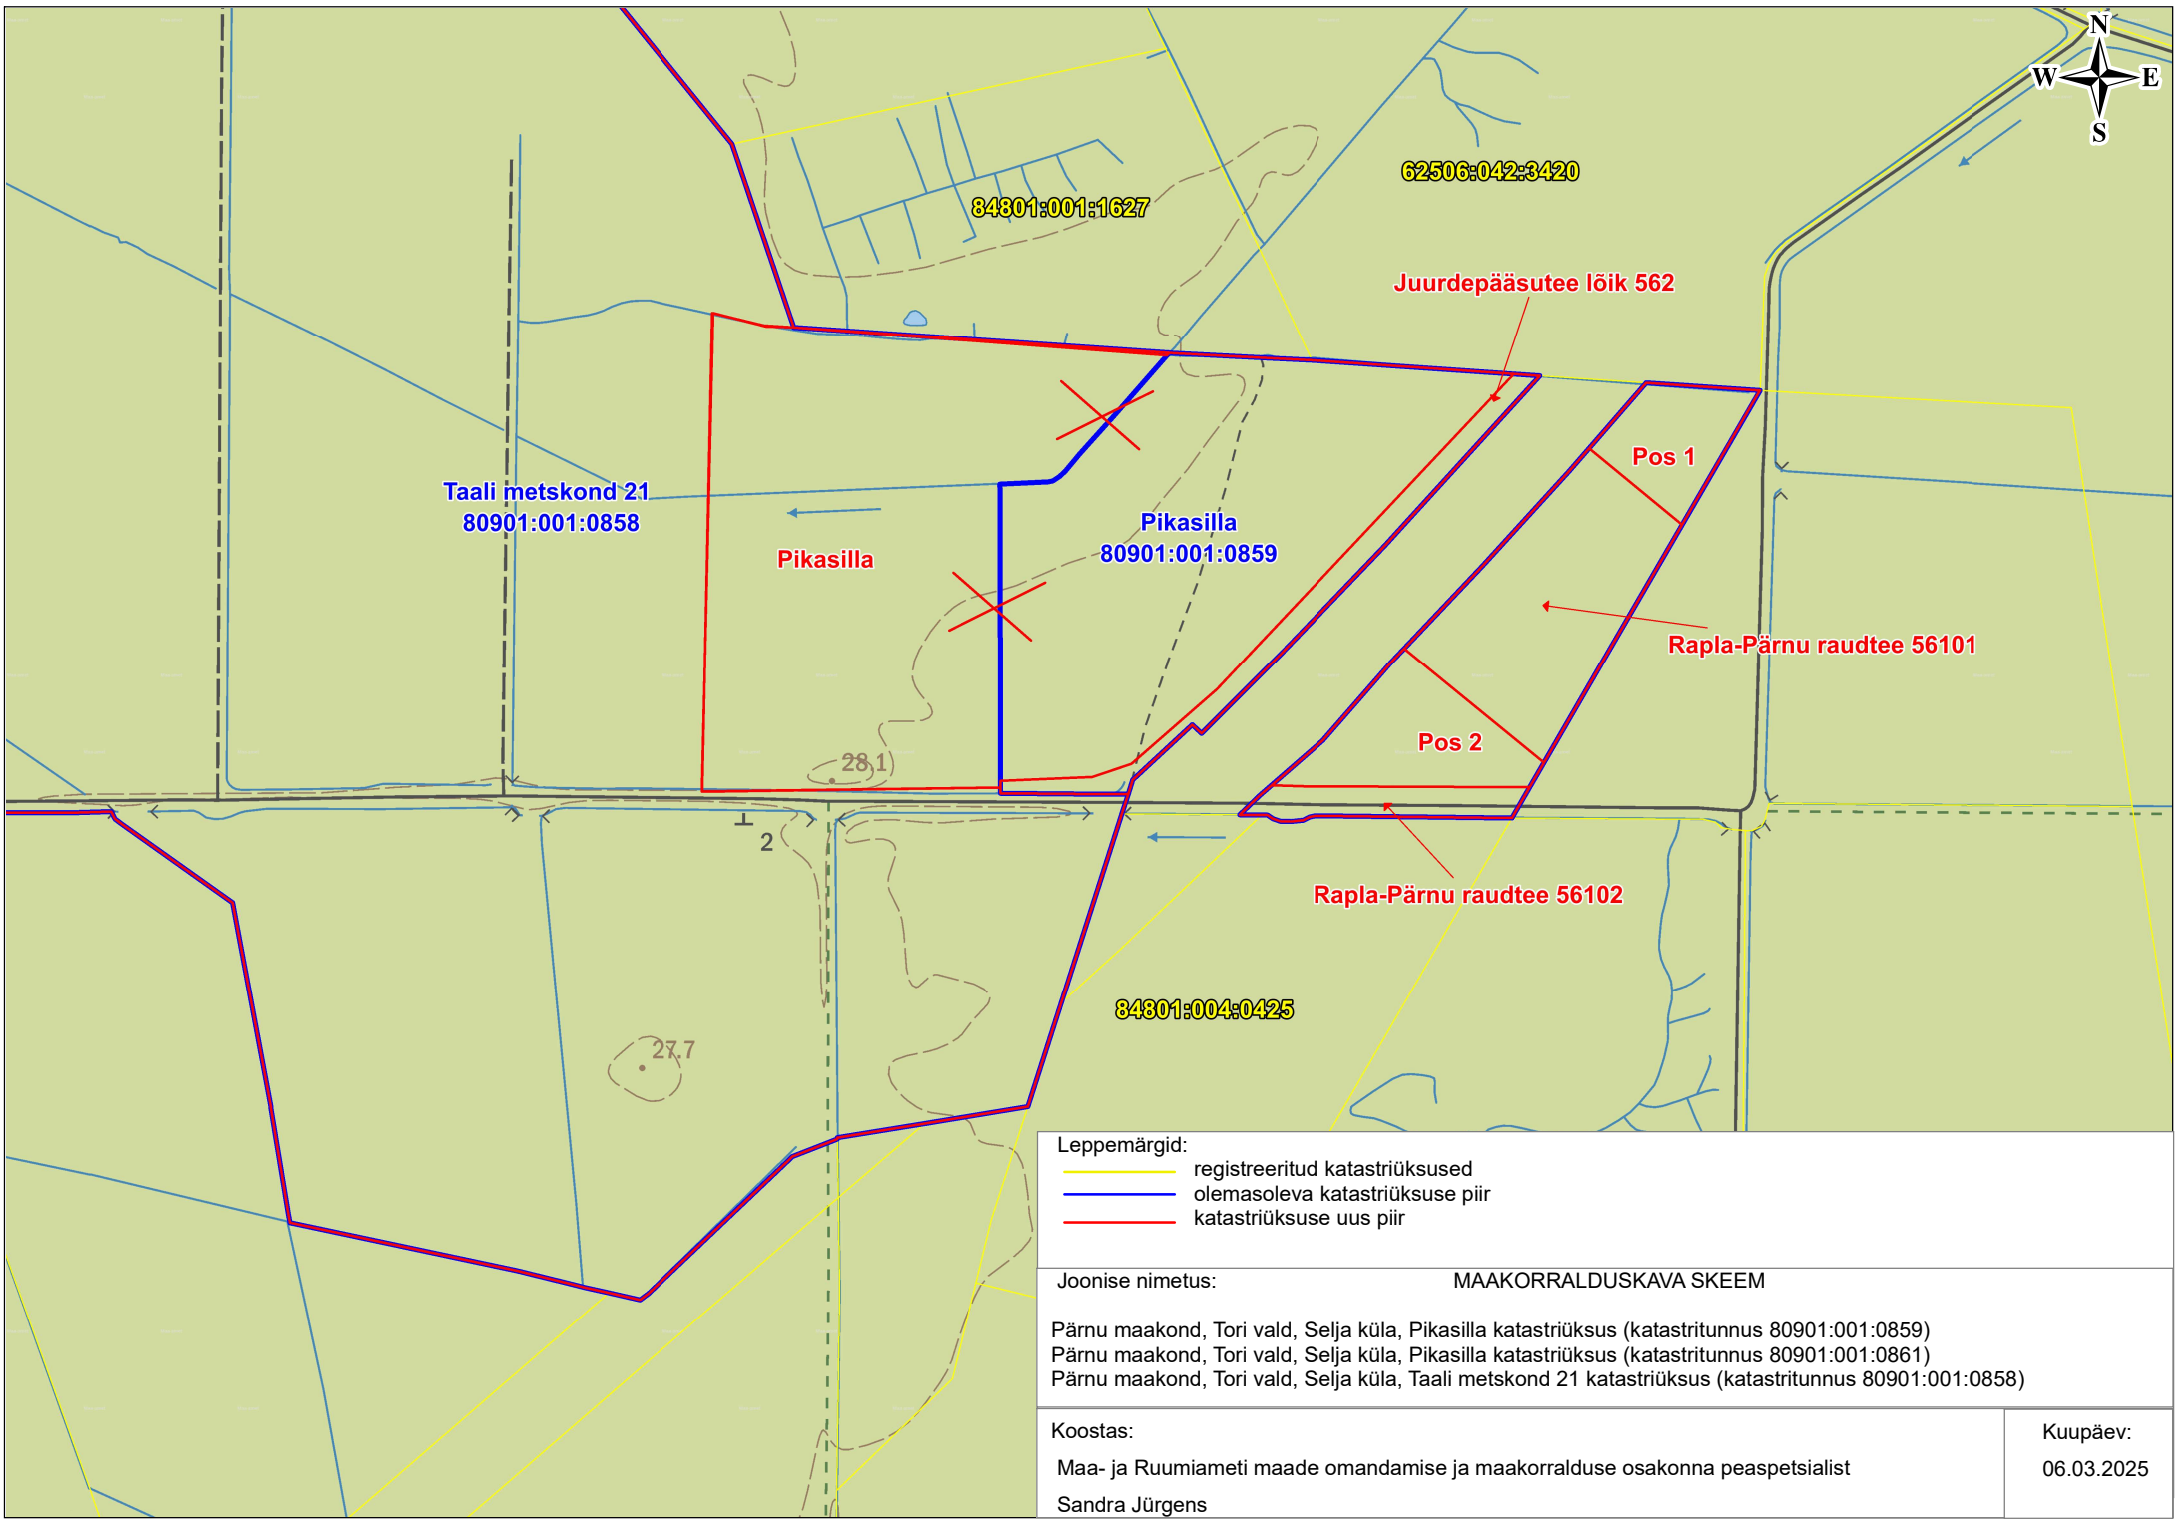 N
W E
S
62506:042:3420
84801:001:1627
Juurdepääsutee lõik 562
Pos 1
Taali metskond 21
80901:001:0858
Pikasilla
80901:001:0859
Pikasilla
Rapla-Pärnu raudtee 56101
Pos 2
28.1
2
Rapla-Pärnu raudtee 56102
84801:004:0425
27.7
Leppemärgid:
registreeritud katastriüksused
olemasoleva katastriüksuse piir
katastriüksuse uus piir
Joonise nimetus: MAAKORRALDUSKAVA SKEEM
Pärnu maakond, Tori vald, Selja küla, Pikasilla katastriüksus (katastritunnus 80901:001:0859)
Pärnu maakond, Tori vald, Selja küla, Pikasilla katastriüksus (katastritunnus 80901:001:0861)
Pärnu maakond, Tori vald, Selja küla, Taali metskond 21 katastriüksus (katastritunnus 80901:001:0858)
Koostas:
Maa- ja Ruumiameti maade omandamise ja maakorralduse osakonna peaspetsialist
Sandra Jürgens
Kuupäev:
06.03.2025